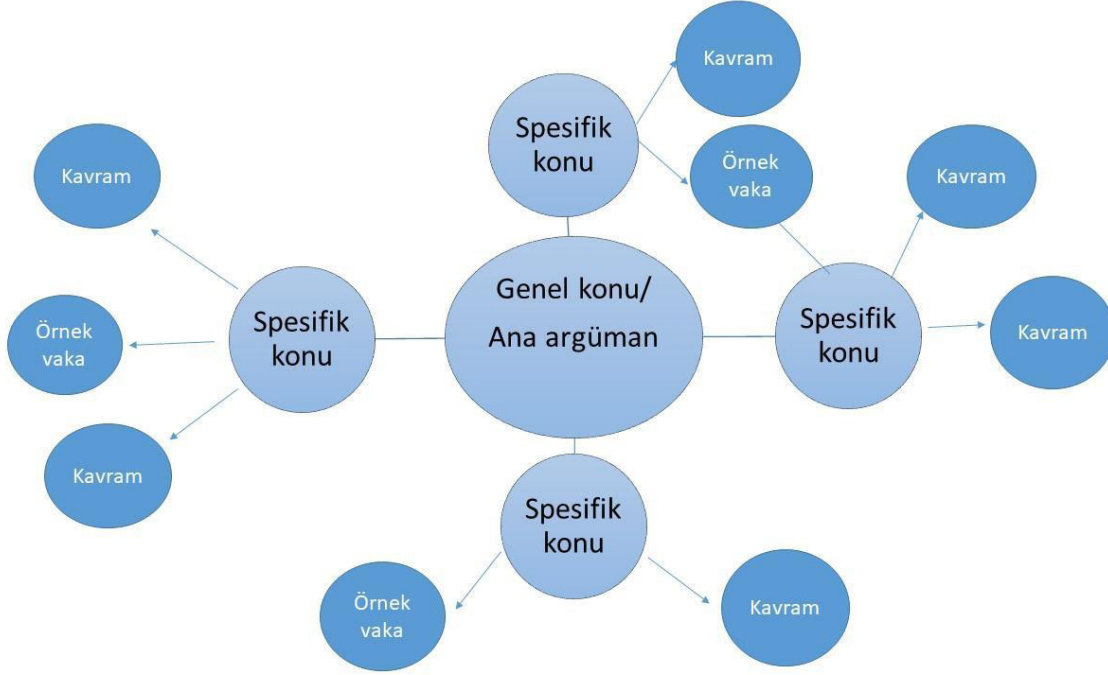 Kavram
Spesifik
konu
Örnek
vaka
Kavram
Kavram
Genel konu/
Ana argüman
Spesifik
konu
Spesifik
konu
Örnek
vaka
Kavram
Kavram
Spesifik
konu
Örnek
vaka
Kavram